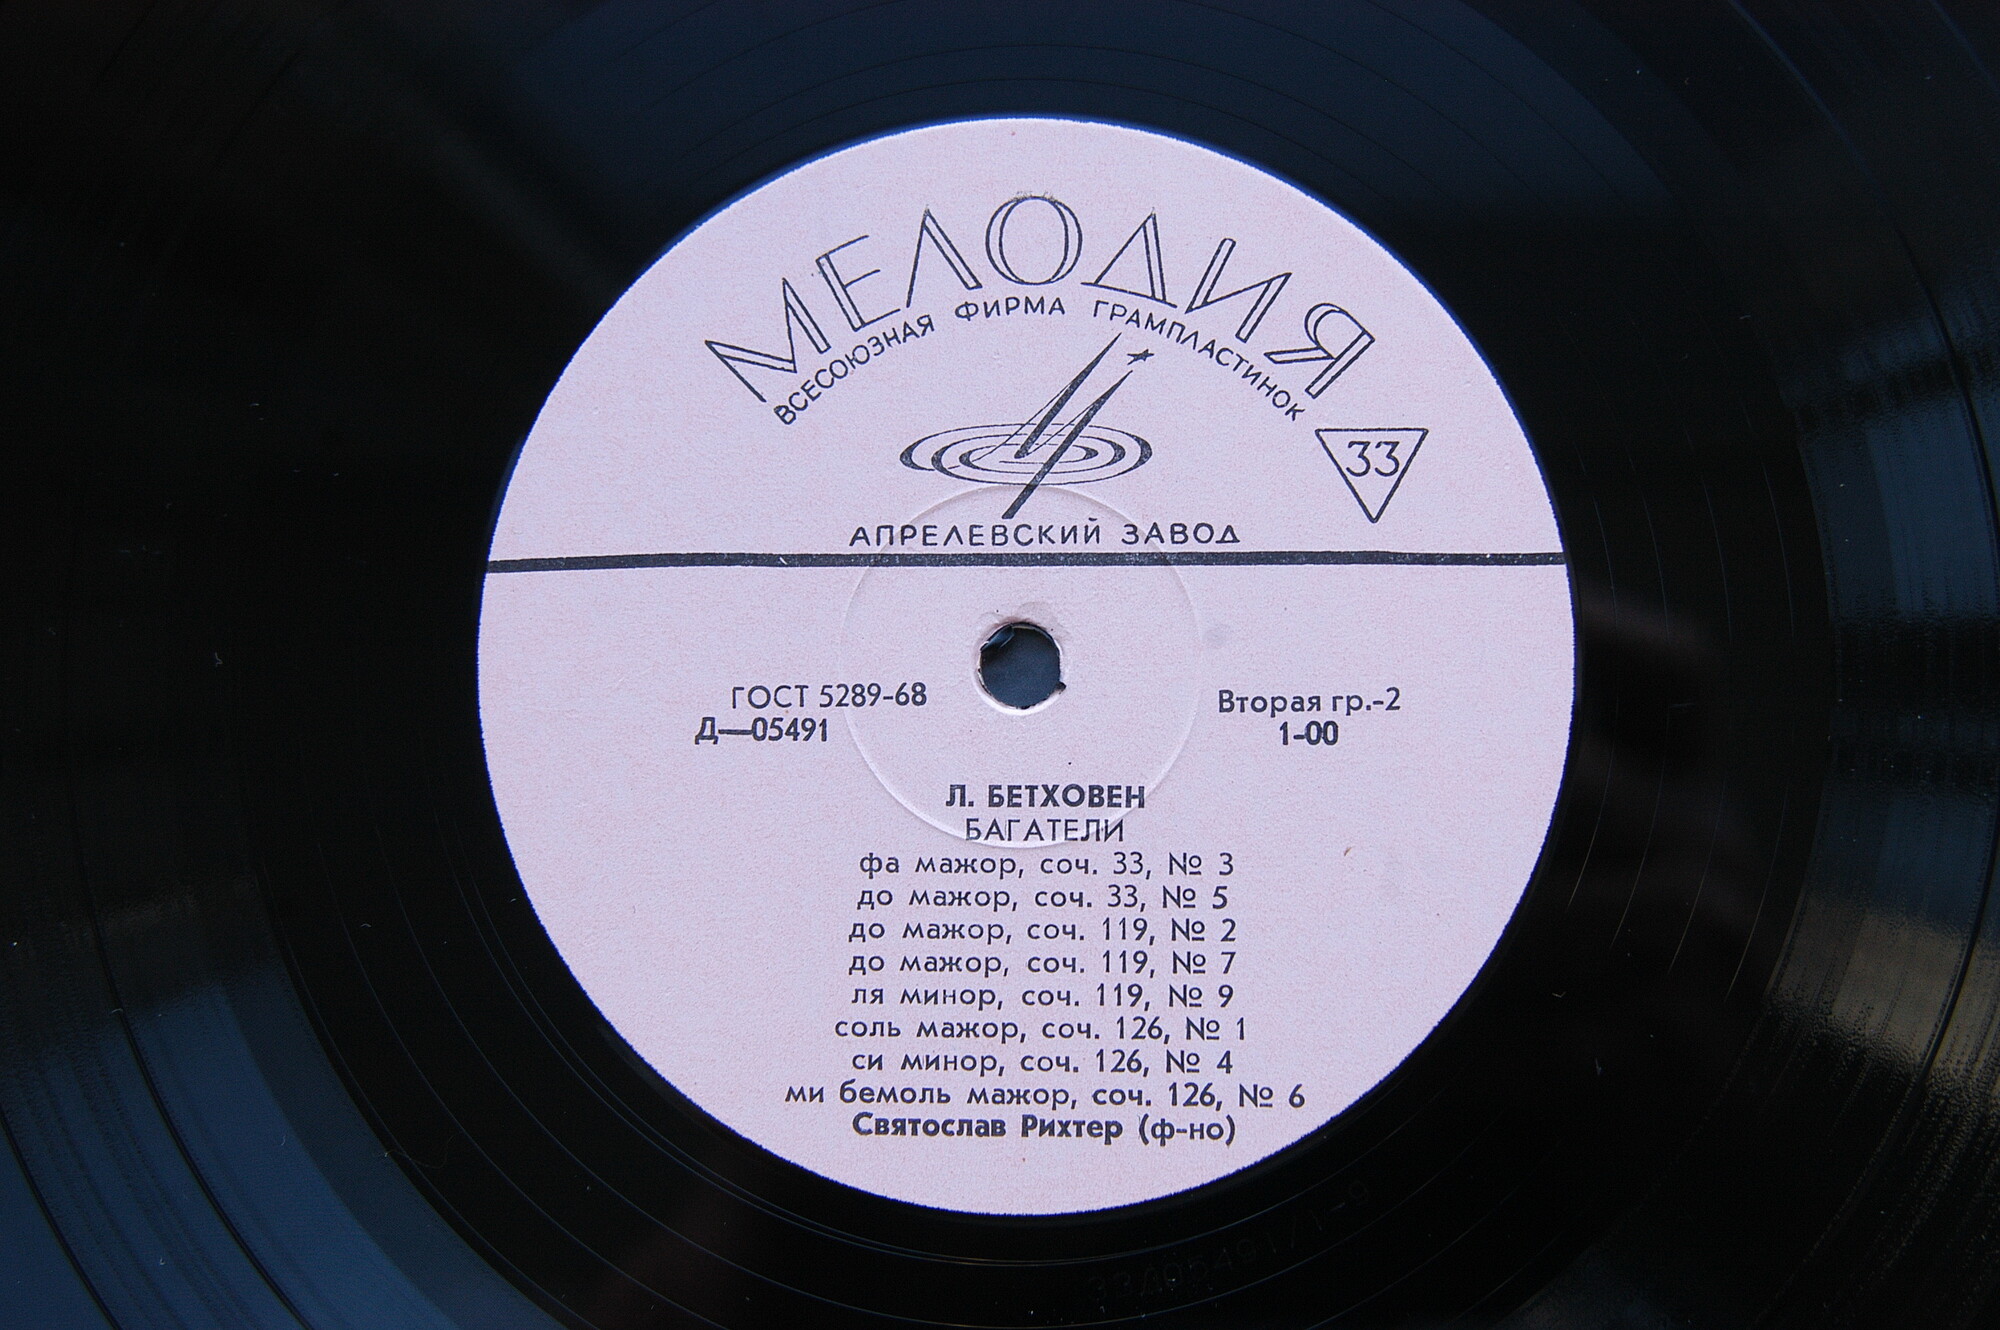 МЕЛОДИЯ
ВСЕСОЮЗНАЯ ФИРМА ГРАМПЛАСТИНОК
33
АПРЕЛЕВСКИЙ ЗАВОД
ГОСТ 5289-68
Д—05491
Вторая гр.-2
1-00
Л. БЕТХОВЕН
БАГАТЕЛИ
фа мажор, соч. 33, № 3
до мажор, соч. 33, № 5
до мажор, соч. 119, № 2
до мажор, соч. 119, № 7
ля минор, соч. 119, № 9
соль мажор, соч. 126, № 1
си минор, соч. 126, № 4
ми бемоль мажор, соч. 126, № 6
Святослав Рихтер (ф-но)